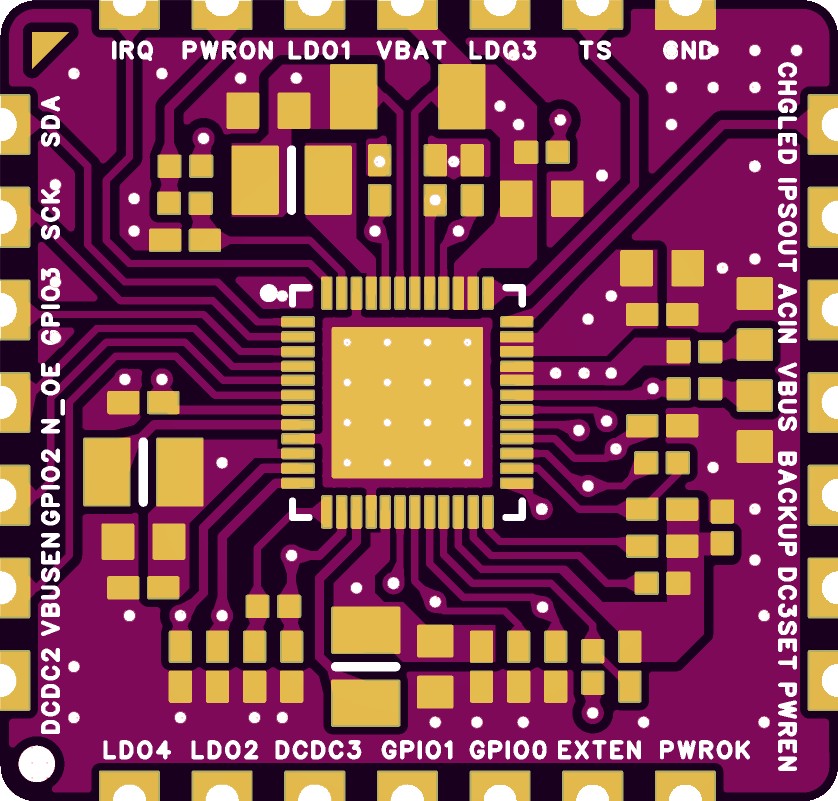 IRQ PWRON LDO1 VBAT LDO3 TS GND
SDA
SCK
GPIO3
N_OE
GPIO2
VBUSEN
DCDC2
CHGLED
IPSOUT
ACIN
VBUS
BACKUP
DC3SET
PWREN
LDO4 LDO2 DCDC3 GPIO1 GPIO0 EXTEN PWROK